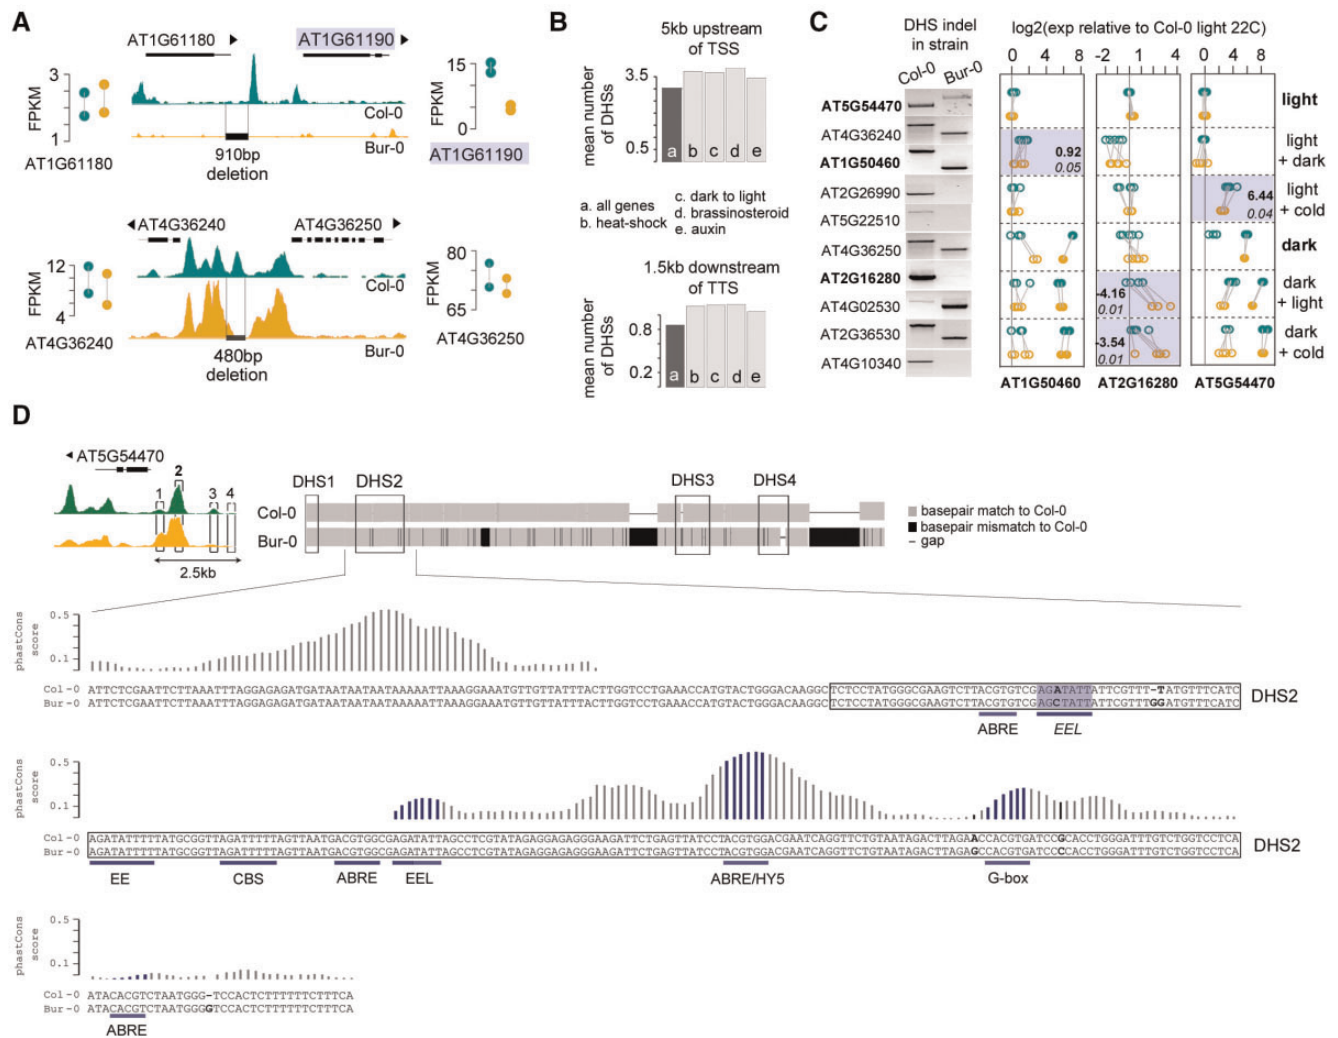 A
AT1G61180
AT1G61190
3
FPKM
1
AT1G61180
Col-0
Bur-0
910bp
deletion
15
FPKM
0
AT1G61190
AT4G36240
AT4G36250
12
FPKM
4
AT4G36240
Col-0
Bur-0
480bp
deletion
80
FPKM
65
AT4G36250
B
5kb upstream
of TSS
3.5
mean number
of DHSs
0.5
a b c d e
a. all genes
b. heat-shock
c. dark to light
d. brassinosteroid
e. auxin
1.5kb downstream
of TTS
mean number
of DHSs
0.8
0.2
a b c d e
C
DHS indel
in strain
Col-0 Bur-0
AT5G54470
AT4G36240
AT1G50460
AT2G26990
AT5G22510
AT4G36250
AT2G16280
AT4G02530
AT2G36530
AT4G10340
log2(exp relative to Col-0 light 22C)
0 4 8
-2 1 4
0 4 8
light
light
+ dark
0.92
0.05
light
+ cold
6.44
0.04
dark
dark
+ light
-4.16
0.01
dark
+ cold
-3.54
0.01
AT1G50460 AT2G16280 AT5G54470
D
AT5G54470
1 2 3 4
2.5kb
DHS1 DHS2 DHS3 DHS4
Col-0
Bur-0
basepair match to Col-0
basepair mismatch to Col-0
gap
phastCons
score
0.5
0.1
Col-0 ATTCTCGAATTCTTAAATTTAGGAGAGATGATAATAATAATAATAAAAATTAAAGGAAATGTTGTTATTTACTTGGTCCTGAAACCATGTACTGGGACAAGGCTCTCCTATGGGCGAAGTCTTACGTGTCGAGATATTATTCGTTT-TATGTTTCATC
Bur-0 ATTCTCGAATTCTTAAATTTAGGAGAGATGATAATAATAATAATAAAAATTAAAGGAAATGTTGTTATTTACTTGGTCCTGAAACCATGTACTGGGACAAGGCTCTCCTATGGGCGAAGTCTTACGTGTCGAGCTATTATTCGTTTGGATGTTTCATC
DHS2
ABRE EEL
phastCons
score
0.5
0.1
Col-0 AGATATTTTTATGCGGTTAGATTTTTAGTTAATGACGTGGCGAGATATTAGCCTCGTATAGAGGAGAGGGAAGATTCTGAGTTATCCTACGTGGACGAATCAGGTTCTGTAATAGACTTAGAACCACGTGATCCGCACCTGGGATTTGTCTGGTCCTCA
Bur-0 AGATATTTTTATGCGGTTAGATTTTTAGTTAATGACGTGGCGAGATATTAGCCTCGTATAGAGGAGAGGGAAGATTCTGAGTTATCCTACGTGGACGAATCAGGTTCTGTAATAGACTTAGAGCCACGTGATCCCCACCTGGGATTTGTCTGGTCCTCA
DHS2
EE CBS ABRE EEL ABRE/HY5 G-box
phastCons
score
0.5
0.1
Col-0 ATACACGTCTAATGGG-TCCACTCTTTTTTCTTTCA
Bur-0 ATACACGTCTAATGGGGTCCACTCTTTTTTCTTTCA
ABRE